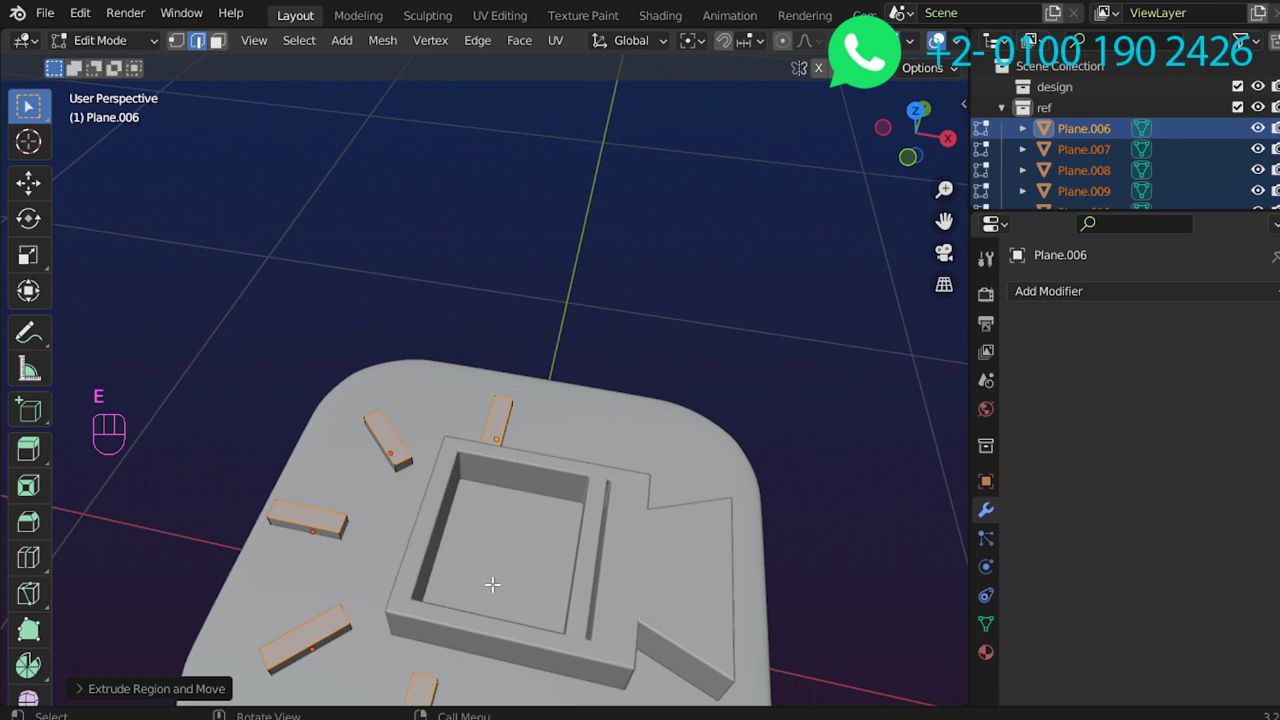 File Edit Render Window Help Layout Modeling Sculpting UV Editing Texture Paint Shading Animation Rendering Scene ViewLayer
Edit Mode View Select Add Mesh Vertex Edge Face UV Global
+2- 0100 190 2426
Options
Scene Collection
design
ref
User Perspective
(1) Plane.006
Z
X
Plane.006
Plane.007
Plane.008
Plane.009
Plane.006
Add Modifier
E
Extrude Region and Move
Select Rotate View Call Menu